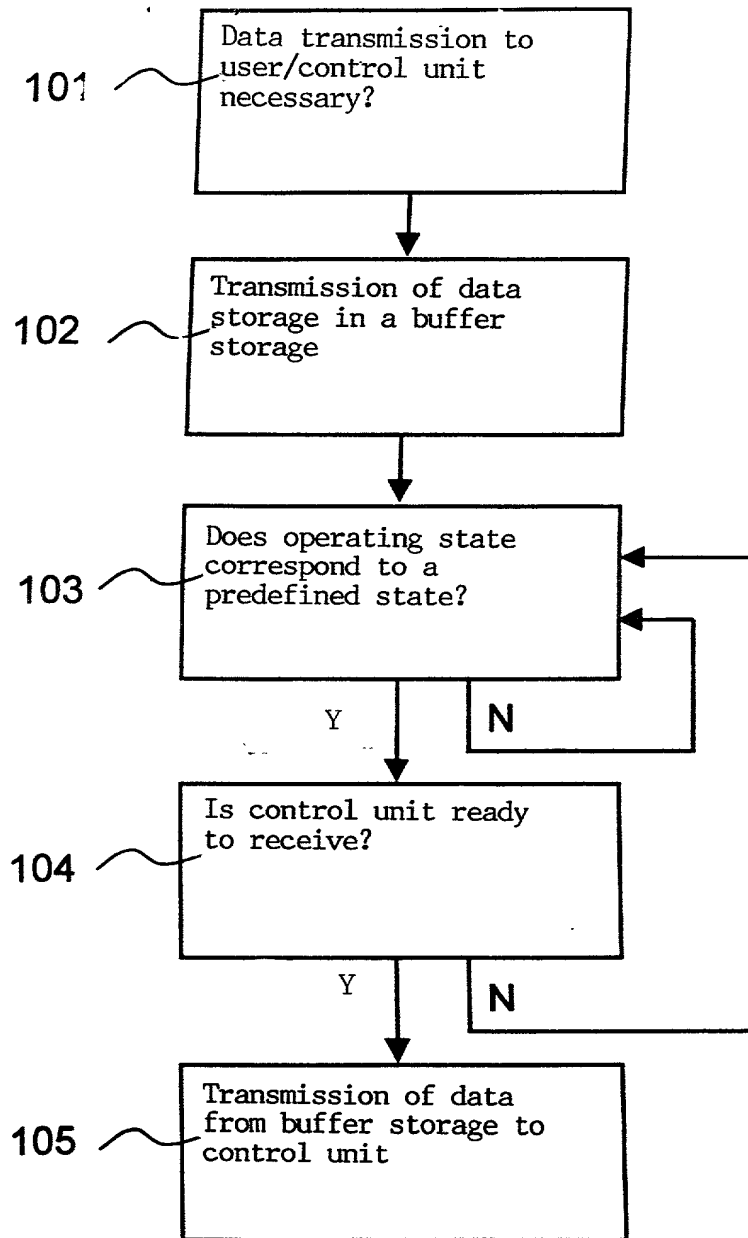 Data transmission to
user/control unit
necessary?
101
Transmission of data
storage in a buffer
storage
102
Does operating state
correspond to a
predefined state?
103
Y
N
Is control unit ready
to receive?
104
Y
N
Transmission of data
from buffer storage to
control unit
105